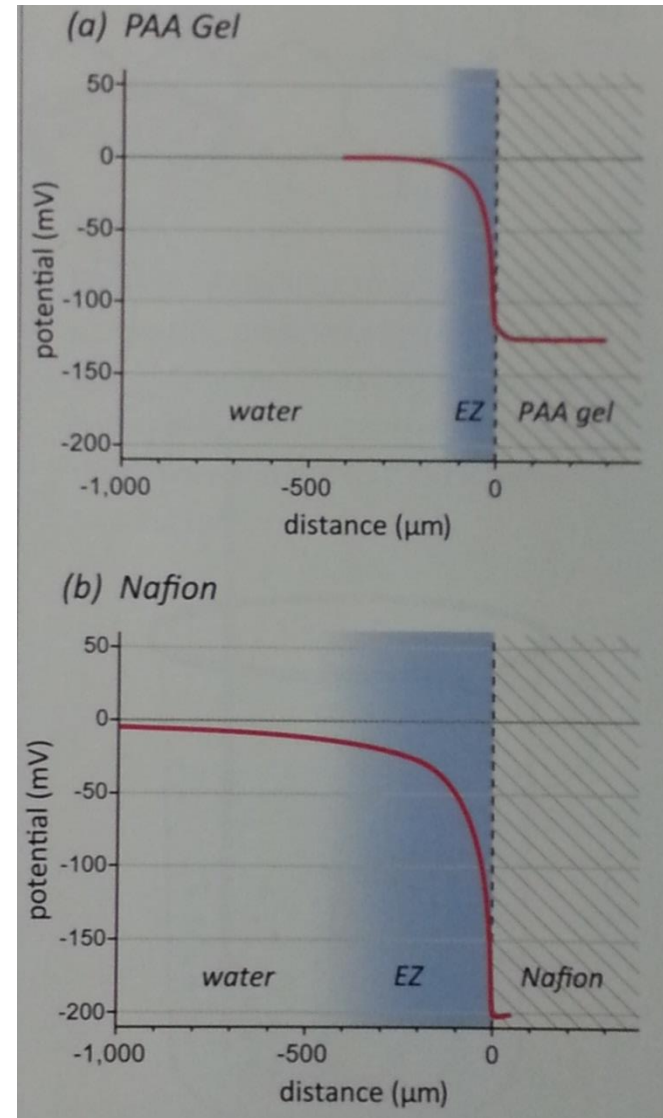 (a) PAA Gel
50
0
-50
-100
-150
-200
potential (mV)
water
EZ
PAA gel
-1,000
-500
0
distance (µm)
(b) Nafion
50
0
-50
-100
-150
-200
potential (mV)
water
EZ
Nafion
-1,000
-500
0
distance (µm)